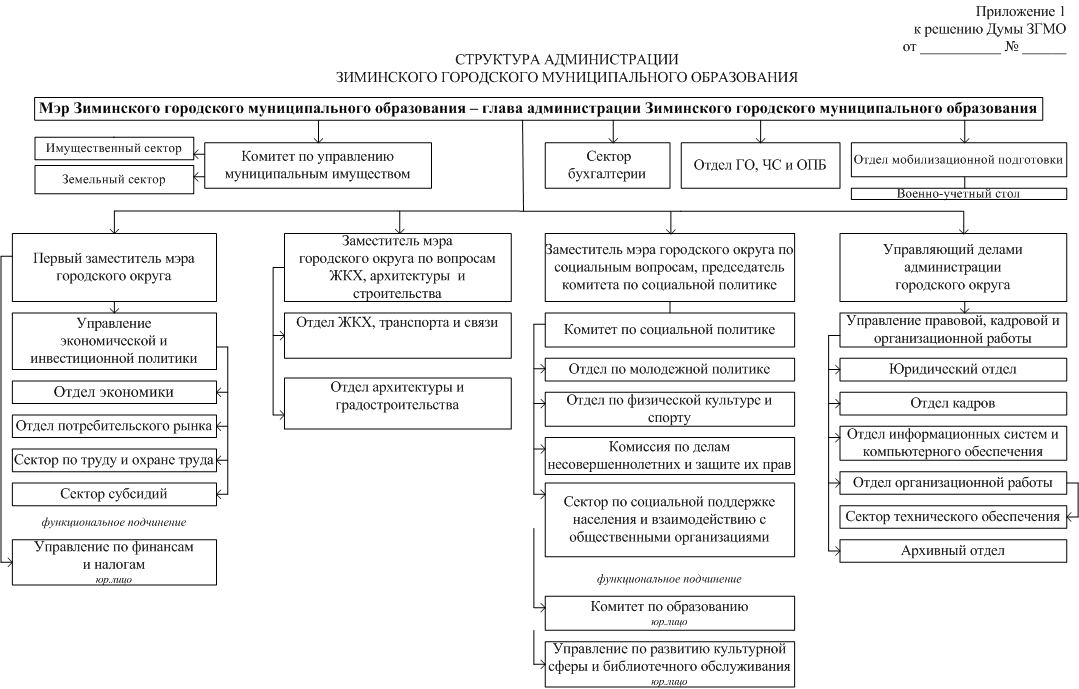 Приложение 1
к решению Думы ЗГМО
от ___________ № ______
СТРУКТУРА АДМИНИСТРАЦИИ
ЗИМИНСКОГО ГОРОДСКОГО МУНИЦИПАЛЬНОГО ОБРАЗОВАНИЯ
Мэр Зиминского городского муниципального образования – глава администрации Зиминского городского муниципального образования
Имущественный сектор
Земельный сектор
Комитет по управлению
муниципальным имуществом
Сектор
бухгалтерии
Отдел ГО, ЧС и ОПБ
Отдел мобилизационной подготовки
Военно-учетный стол
Первый заместитель мэра
городского округа
Управление
экономической и
инвестиционной политики
Отдел экономики
Отдел потребительского рынка
Сектор по труду и охране труда
Сектор субсидий
функциональное подчинение
Управление по финансам
и налогам
юр.лицо
Заместитель мэра
городского округа по вопросам
ЖКХ, архитектуры и
строительства
Отдел ЖКХ, транспорта и связи
Отдел архитектуры и
градостроительства
Заместитель мэра городского округа по
социальным вопросам, председатель
комитета по социальной политике
Комитет по социальной политике
Отдел по молодежной политике
Отдел по физической культуре и
спорту
Комиссия по делам
несовершеннолетних и защите их прав
Сектор по социальной поддержке
населения и взаимодействию с
общественными организациями
функциональное подчинение
Комитет по образованию
юр.лицо
Управление по развитию культурной
сферы и библиотечного обслуживания
юр.лицо
Управляющий делами
администрации
городского округа
Управление правовой, кадровой и
организационной работы
Юридический отдел
Отдел кадров
Отдел информационных систем и
компьютерного обеспечения
Отдел организационной работы
Сектор технического обеспечения
Архивный отдел